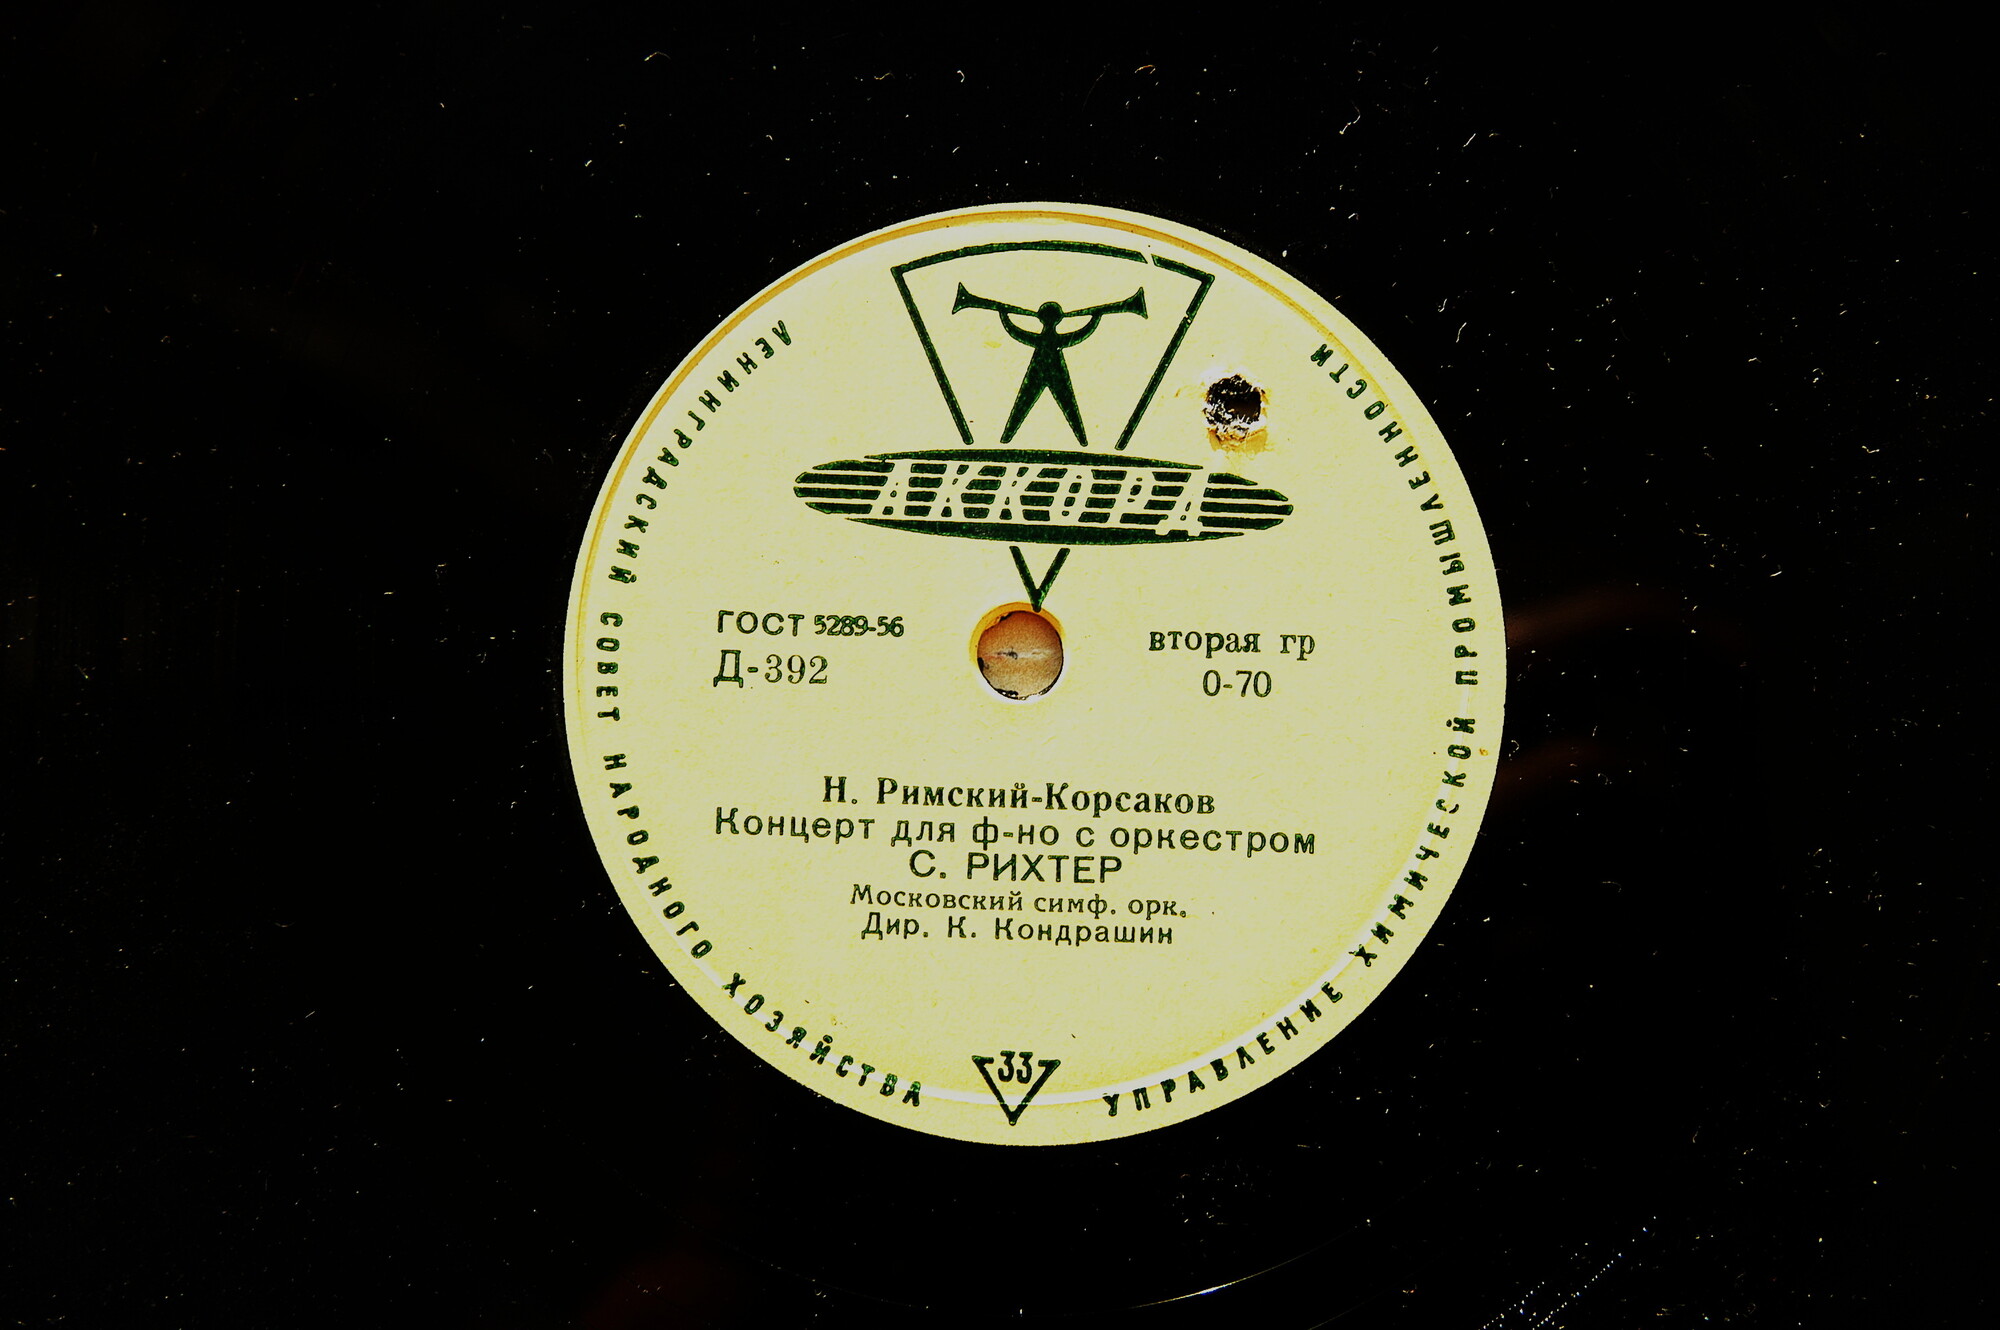 АККОРД
ЛЕНИНГРАДСКИЙ СОВЕТ НАРОДНОГО ХОЗЯЙСТВА
УПРАВЛЕНИЕ ХИМИЧЕСКОЙ ПРОМЫШЛЕННОСТИ
ГОСТ 5289-56
Д-392
вторая гр
0-70
Н. Римский-Корсаков
Концерт для ф-но с оркестром
С. РИХТЕР
Московский симф. орк.
Дир. К. Кондрашин
33